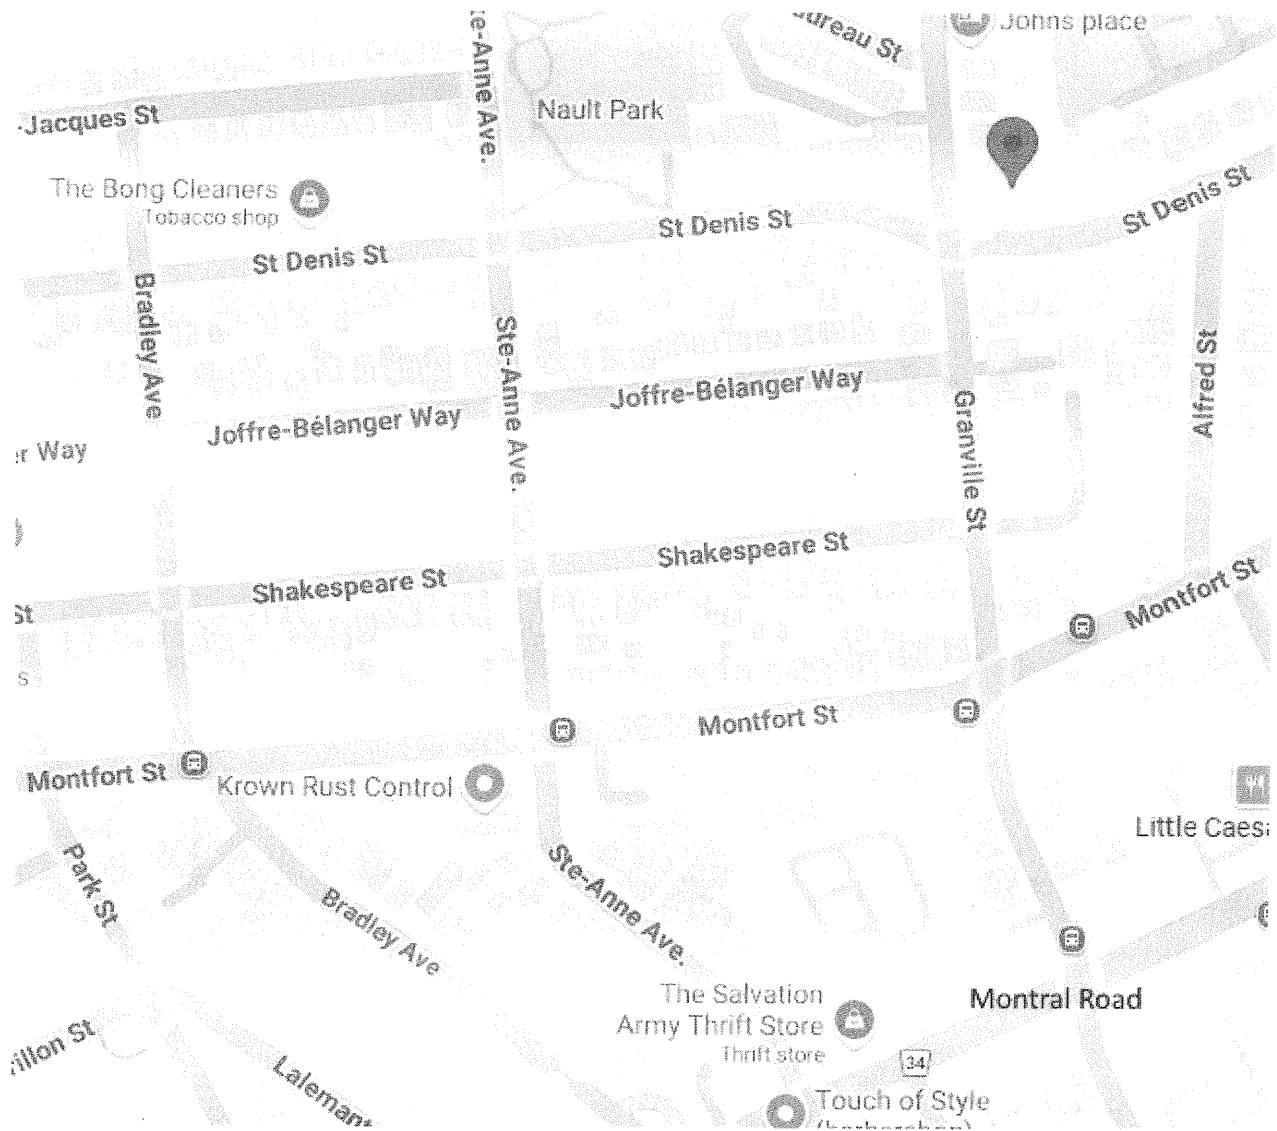 Johns place
Nault Park
-Jacques St
The Bong Cleaners
Tobacco shop
St Denis St
St Denis St
St Denis St
Bradley Ave
Ste-Anne Ave.
Alfred St
Joffre-Bélanger Way
Joffre-Bélanger Way
Granville St
Way
Shakespeare St
Shakespeare St
St
Montfort St
Montfort St
Montfort St
Krown Rust Control
Little Caes
Park St
Bradley Ave
Ste-Anne Ave.
The Salvation
Army Thrift Store
Thrift store
Montral Road
34
illon St
Lalemant
Touch of Style
(barbershop)
e-Anne Ave.
ureau St